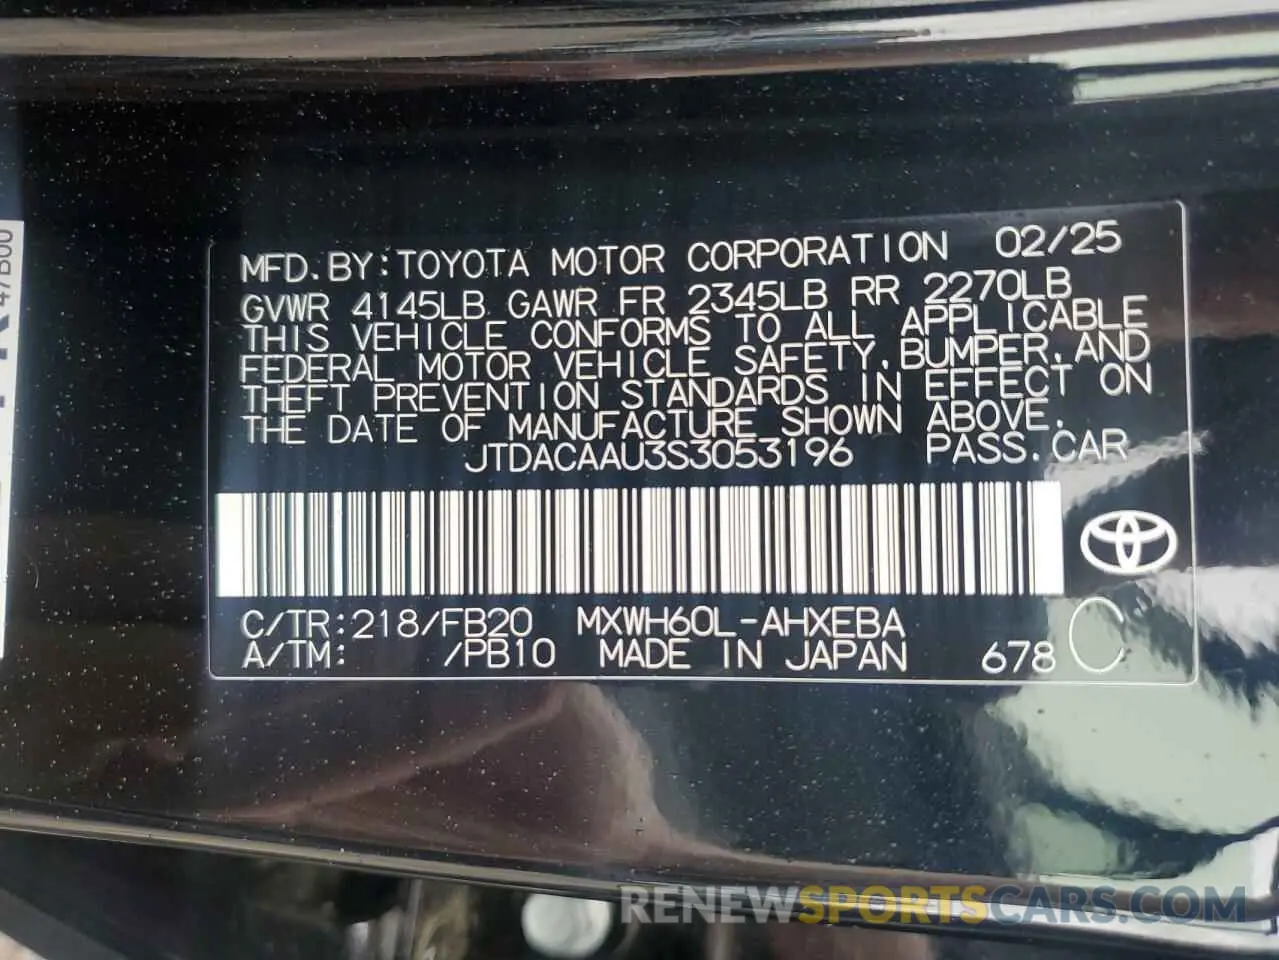 MFD.BY:TOYOTA MOTOR CORPORATION 02/25
GVWR 4145LB GAWR FR 2345LB RR 2270LB
THIS VEHICLE CONFORMS TO ALL APPLICABLE
FEDERAL MOTOR VEHICLE SAFETY,BUMPER,AND
THEFT PREVENTION STANDARDS IN EFFECT ON
THE DATE OF MANUFACTURE SHOWN ABOVE.
JTDACAAU3S3053196 PASS.CAR
C/TR:218/FB20 MXWH60L-AHXEBA
A/TM: /PB10 MADE IN JAPAN 678 C
47B00
RENEWSPORTSCARS.COM